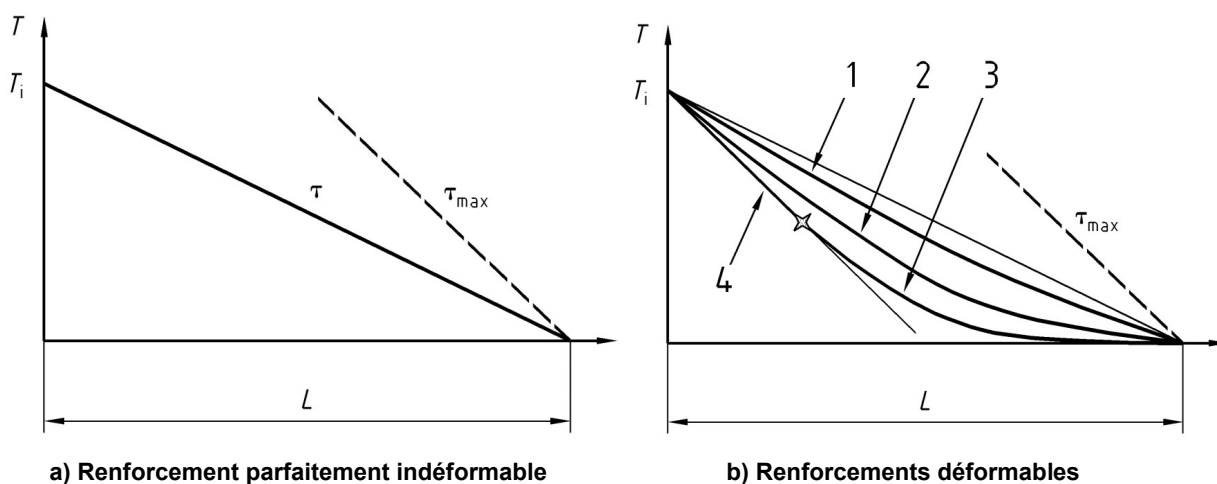 T
Tᵢ
τ
τmax
L
a) Renforcement parfaitement indéformable
T
Tᵢ
1
2
3
4
τmax
L
b) Renforcements déformables